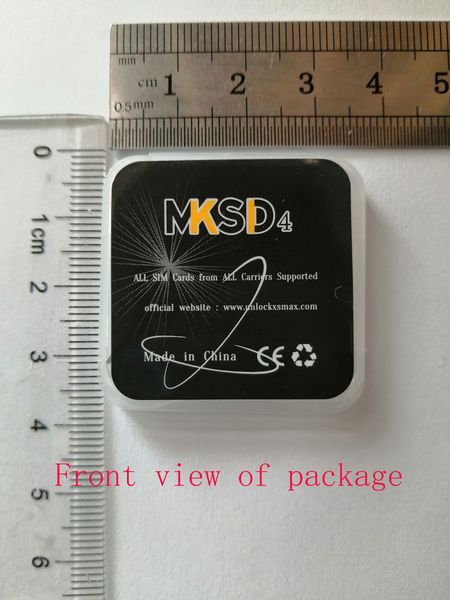 mm
cm 1 2 3 4 5
0.5mm
0
1cm
2
3
4
5
6
MKSD4
ALL SIM Cards from ALL Carriers Supported
official website : www.unlockxsmax.com
Made in China CE
Front view of package